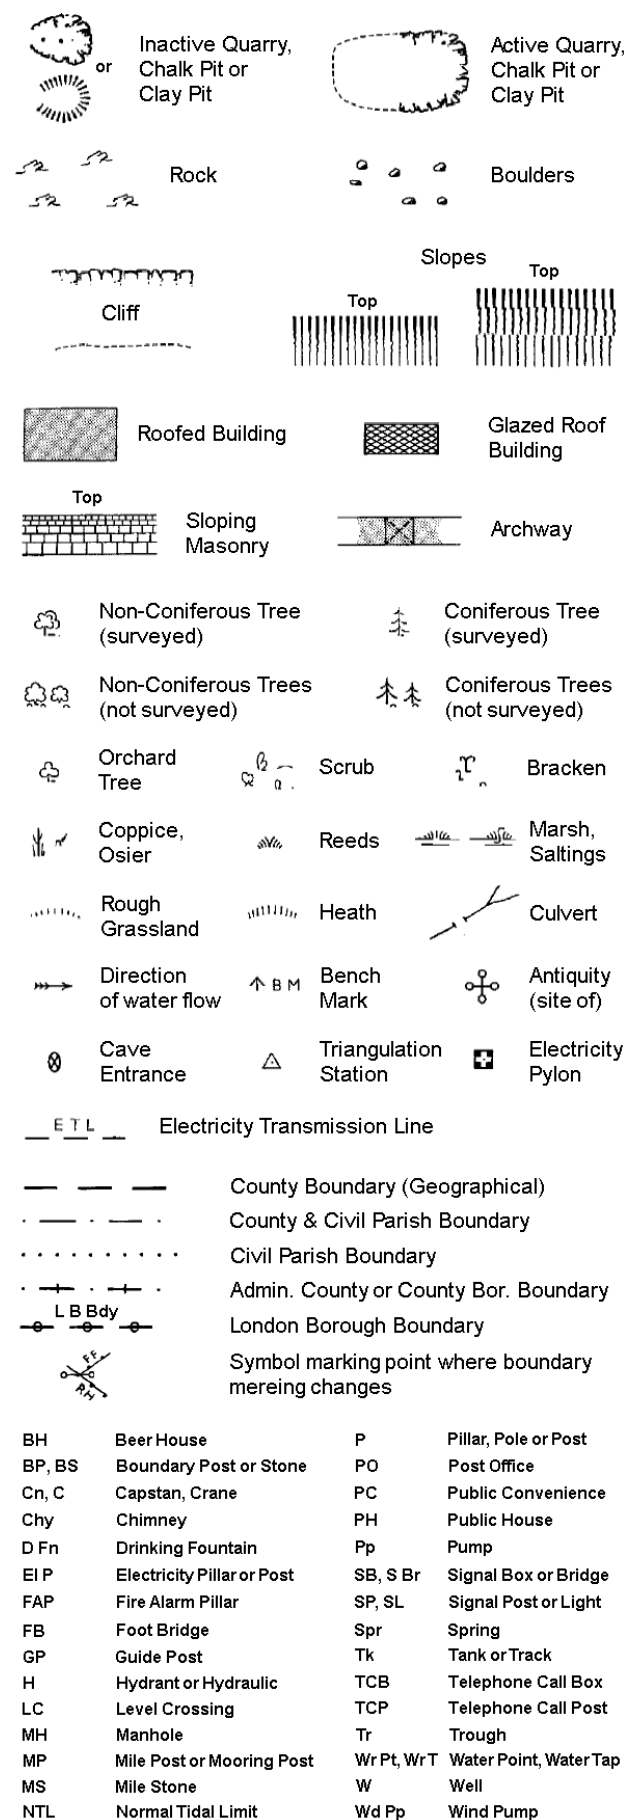 or
Inactive Quarry,
Chalk Pit or
Clay Pit
Active Quarry,
Chalk Pit or
Clay Pit
Rock
Boulders
Cliff
Slopes
Top
Top
Roofed Building
Glazed Roof
Building
Top
Sloping
Masonry
Archway
Non-Coniferous Tree
(surveyed)
Coniferous Tree
(surveyed)
Non-Coniferous Trees
(not surveyed)
Coniferous Trees
(not surveyed)
Orchard
Tree
Scrub
Bracken
Coppice,
Osier
Reeds
Marsh,
Saltings
Rough
Grassland
Heath
Culvert
Direction
of water flow
B M
Bench
Mark
Antiquity
(site of)
Cave
Entrance
Triangulation
Station
Electricity
Pylon
E T L
Electricity Transmission Line
County Boundary (Geographical)
County & Civil Parish Boundary
Civil Parish Boundary
Admin. County or County Bor. Boundary
L B Bdy
London Borough Boundary
FF
RH
Symbol marking point where boundary
mereing changes
BH Beer House
BP, BS Boundary Post or Stone
Cn, C Capstan, Crane
Chy Chimney
D Fn Drinking Fountain
El P Electricity Pillar or Post
FAP Fire Alarm Pillar
FB Foot Bridge
GP Guide Post
H Hydrant or Hydraulic
LC Level Crossing
MH Manhole
MP Mile Post or Mooring Post
MS Mile Stone
NTL Normal Tidal Limit
P Pillar, Pole or Post
PO Post Office
PC Public Convenience
PH Public House
Pp Pump
SB, S Br Signal Box or Bridge
SP, SL Signal Post or Light
Spr Spring
Tk Tank or Track
TCB Telephone Call Box
TCP Telephone Call Post
Tr Trough
Wr Pt, Wr T Water Point, Water Tap
W Well
Wd Pp Wind Pump